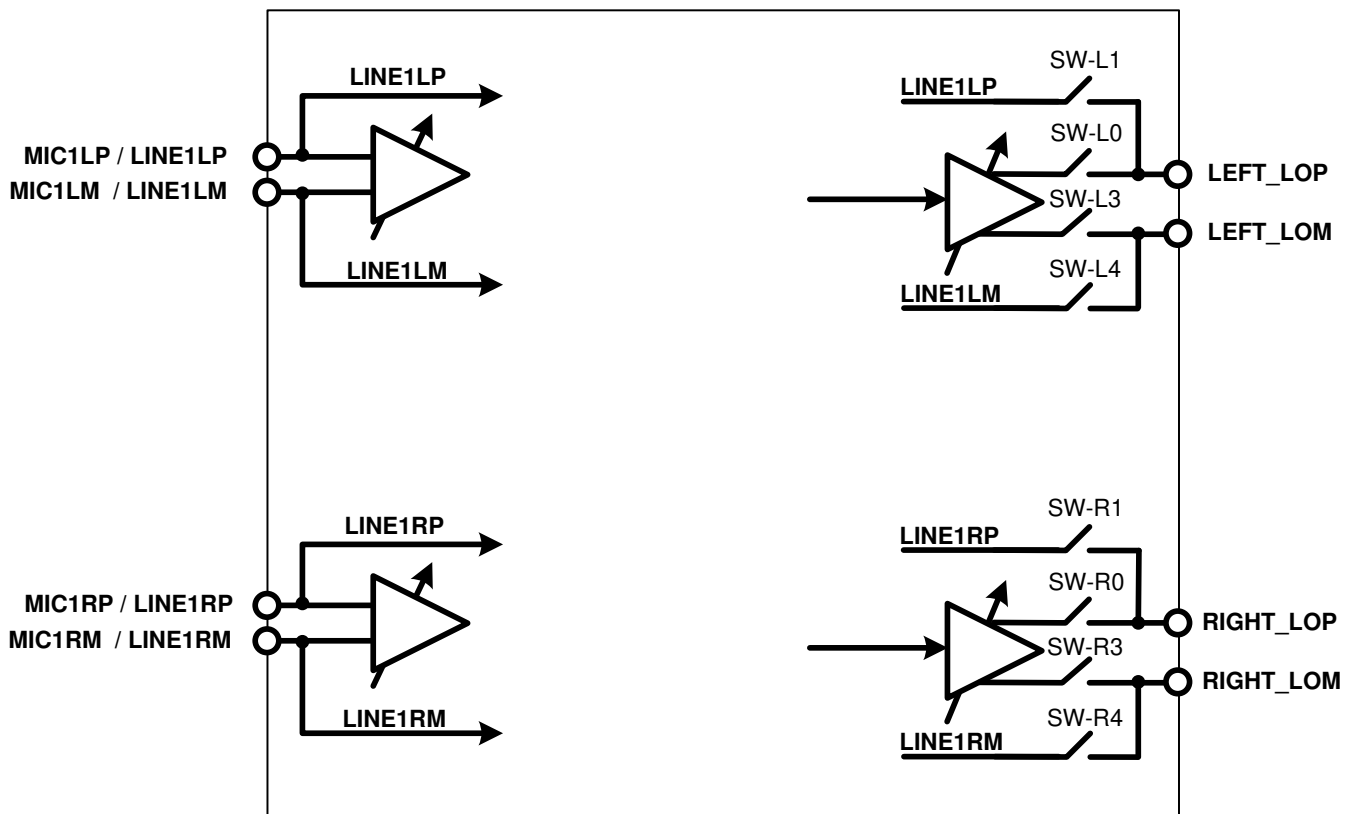 LINE1LP
MIC1LP / LINE1LP
MIC1LM / LINE1LM
LINE1LM
SW-L1
LINE1LP
SW-L0
LEFT_LOP
SW-L3
LEFT_LOM
SW-L4
LINE1LM
LINE1RP
MIC1RP / LINE1RP
MIC1RM / LINE1RM
LINE1RM
SW-R1
LINE1RP
SW-R0
RIGHT_LOP
SW-R3
RIGHT_LOM
SW-R4
LINE1RM